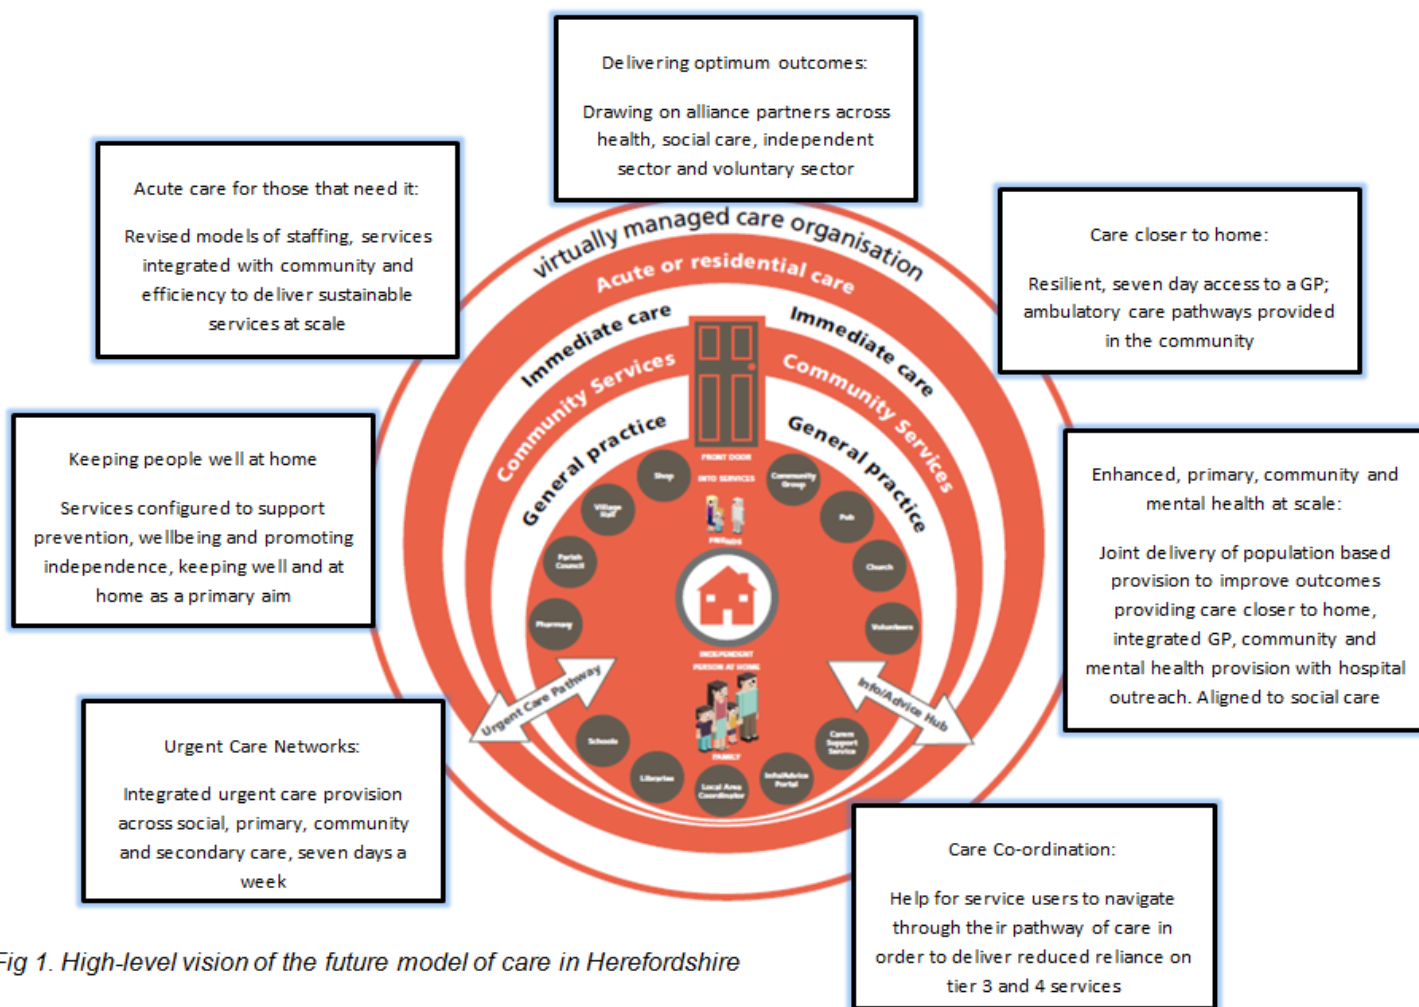 Delivering optimum outcomes:
Drawing on alliance partners across
health, social care, independent
sector and voluntary sector
Acute care for those that need it:
Revised models of staffing, services
integrated with community and
efficiency to deliver sustainable
services at scale
Care closer to home:
Resilient, seven day access to a GP;
ambulatory care pathways provided
in the community
Keeping people well at home
Services configured to support
prevention, wellbeing and promoting
independence, keeping well and at
home as a primary aim
Enhanced, primary, community and
mental health at scale:
Joint delivery of population based
provision to improve outcomes
providing care closer to home,
integrated GP, community and
mental health provision with hospital
outreach. Aligned to social care
Urgent Care Networks:
Integrated urgent care provision
across social, primary, community
and secondary care, seven days a
week
Care Co-ordination:
Help for service users to navigate
through their pathway of care in
order to deliver reduced reliance on
tier 3 and 4 services
virtually managed care organisation
Acute or residential care
Immediate care
Immediate care
Community Services
Community Services
General practice
General practice
FRONT DOOR
INTO SERVICES
FRIENDS
INDEPENDENT
PERSON AT HOME
FAMILY
Shop
Village
Hall
Parish
Council
Pharmacy
Community
Group
Pub
Church
Volunteers
Urgent Care Pathway
Info/Advice Hub
Schools
Libraries
Local Area
Coordinator
Info/Advice
Portal
Comm
Support
Service
Fig 1. High-level vision of the future model of care in Herefordshire